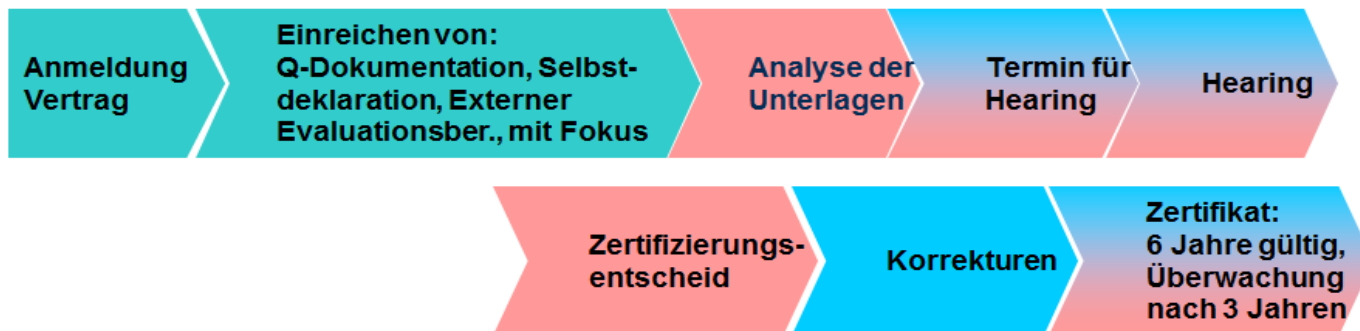 Anmeldung
Vertrag
Einreichen von:
Q-Dokumentation, Selbst-
deklaration, Externer
Evaluationsber., mit Fokus
Analyse der
Unterlagen
Termin für
Hearing
Hearing
Zertifizierungs-
entscheid
Korrekturen
Zertifikat:
6 Jahre gültig,
Überwachung
nach 3 Jahren